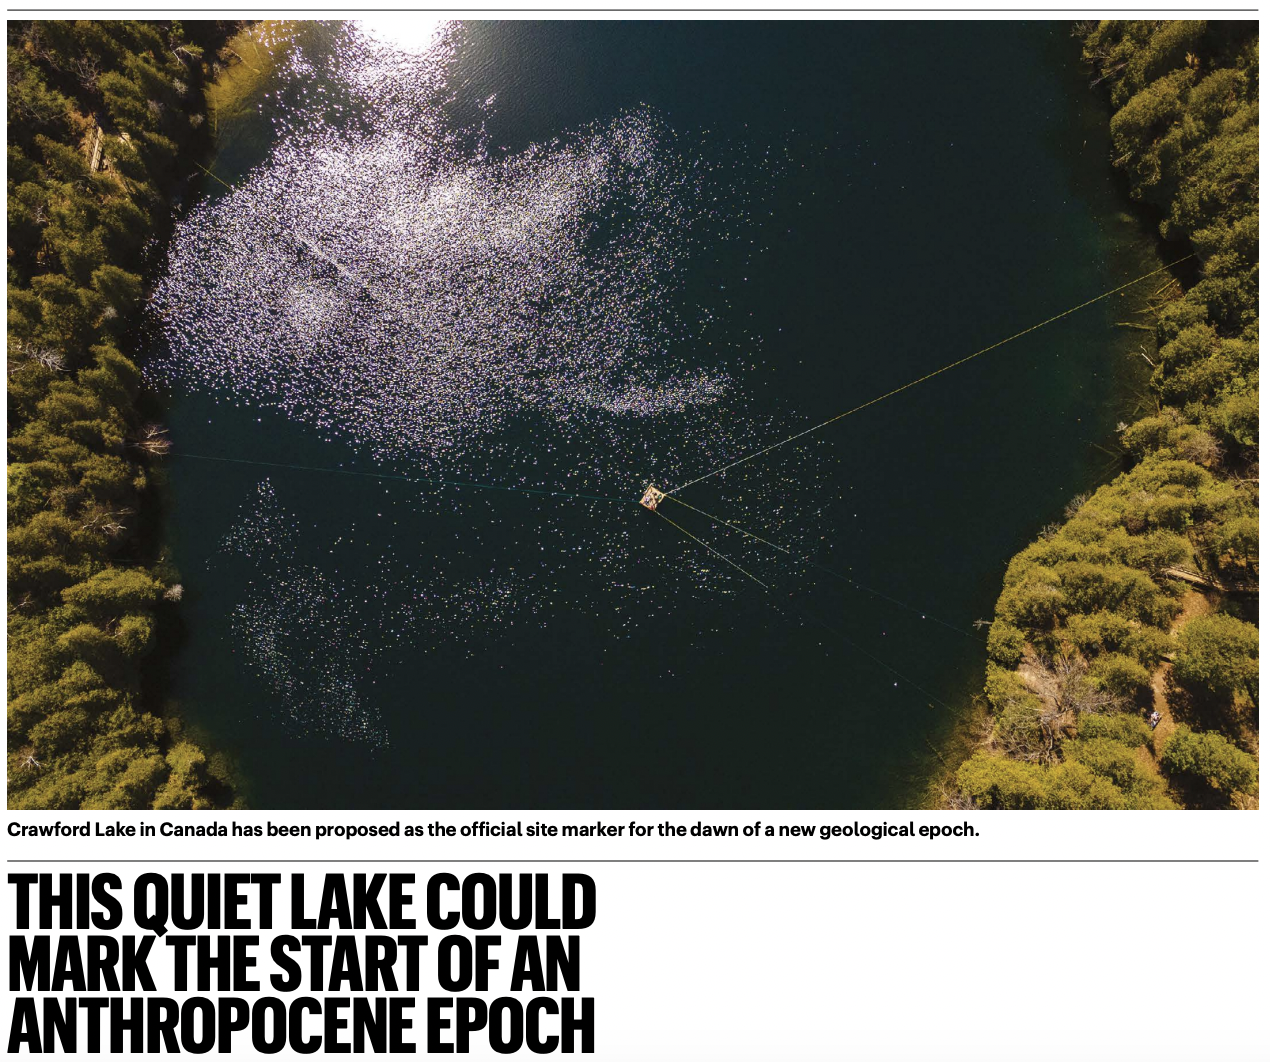 Crawford Lake in Canada has been proposed as the official site marker for the dawn of a new geological epoch.
THIS QUIET LAKE COULD
MARK THE START OF AN
ANTHROPOCENE EPOCH